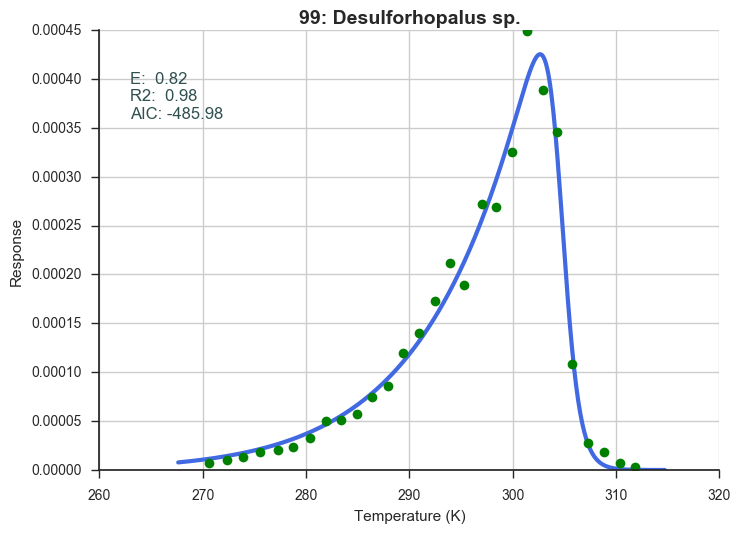 99: Desulforhopalus sp.
E:  0.82
R2:  0.98
AIC: -485.98
Response
0.00045
0.00040
0.00035
0.00030
0.00025
0.00020
0.00015
0.00010
0.00005
0.00000
260 270 280 290 300 310 320
Temperature (K)